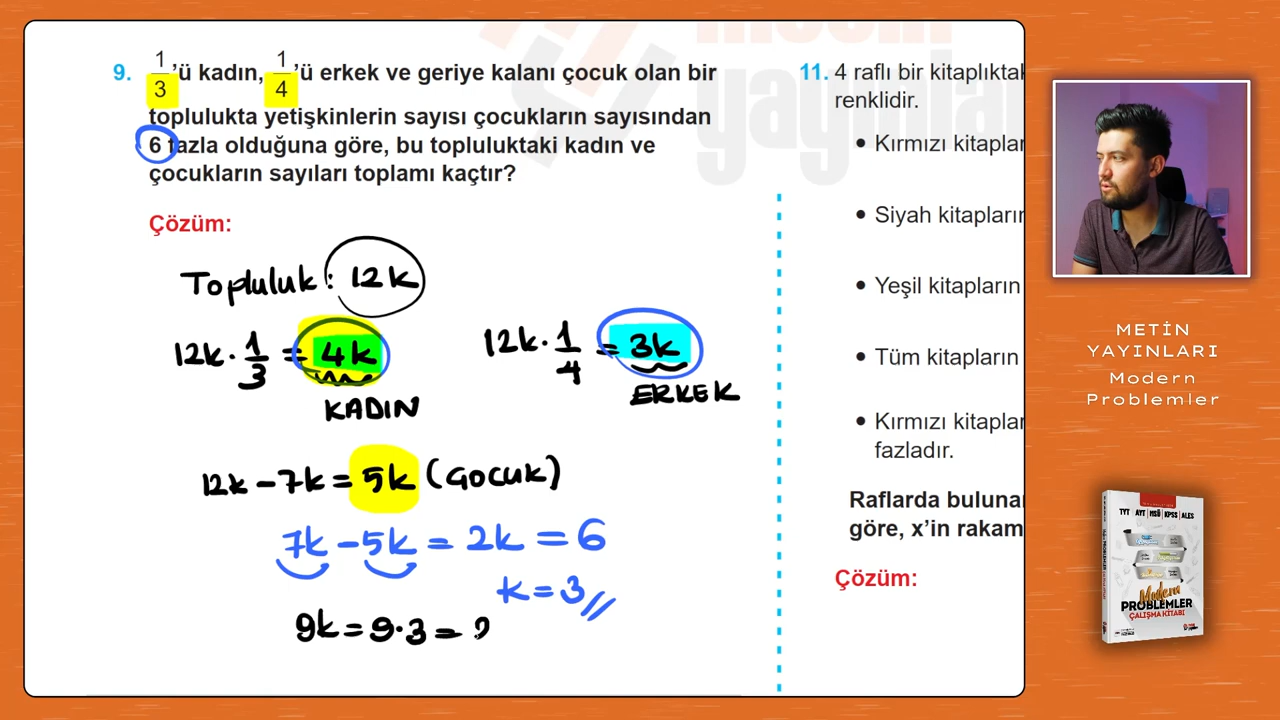 9. 1/3'ü kadın, 1/4'ü erkek ve geriye kalanı çocuk olan bir
toplulukta yetişkinlerin sayısı çocukların sayısından
6 fazla olduğuna göre, bu topluluktaki kadın ve
çocukların sayıları toplamı kaçtır?
Çözüm:
Topluluk : 12k
12k · 1/3 = 4k
KADIN
12k · 1/4 = 3k
ERKEK
12k - 7k = 5k (çocuk)
7k - 5k = 2k = 6
k = 3
9k = 9·3 = 2
11. 4 raflı bir kitaplıktak
renklidir.
• Kırmızı kitaplar
• Siyah kitapların
• Yeşil kitapların
• Tüm kitapların
• Kırmızı kitaplar
fazladır.
Raflarda buluna
göre, x'in rakam
Çözüm:
METİN
YAYINLARI
Modern
Problemler
TYT AYT MSÜ KPSS ALES
Modern
PROBLEMLER
ÇALIŞMA KİTABI
yayınları